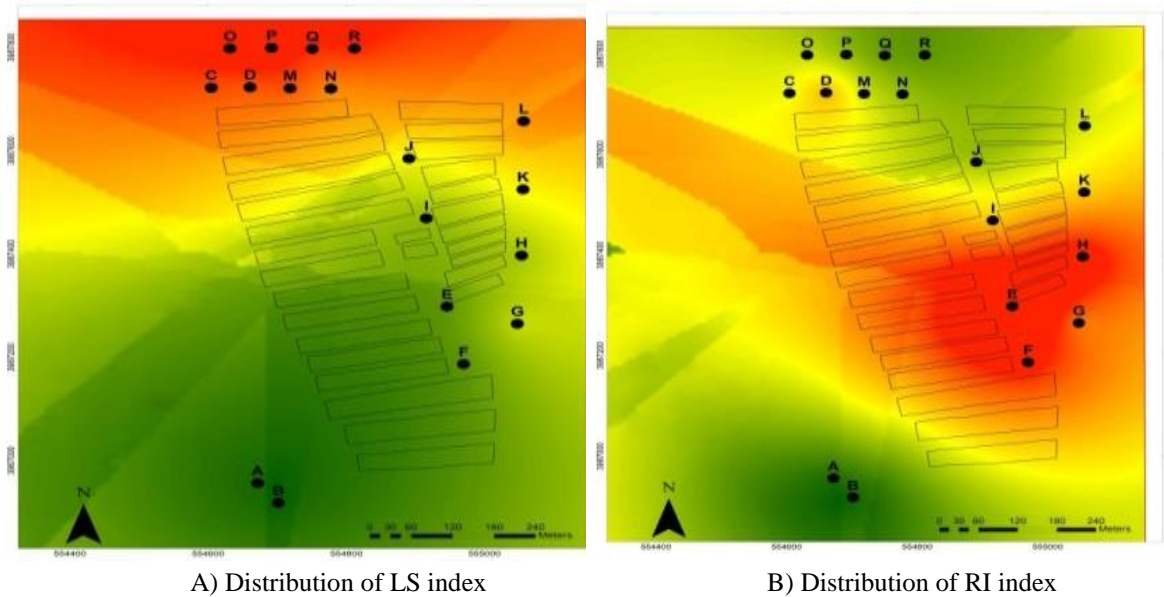 O P Q R
C D M N
L
J
K
I
H
E
G
F
A
B
N
0 30 60 120 180 240
Meters
554400 554600 554800 555000
O P Q R
C D M N
L
J
K
I
H
E
G
F
A
B
N
0 30 60 120 180 240
Meters
554400 554600 554800 555000
A) Distribution of LS index
B) Distribution of RI index